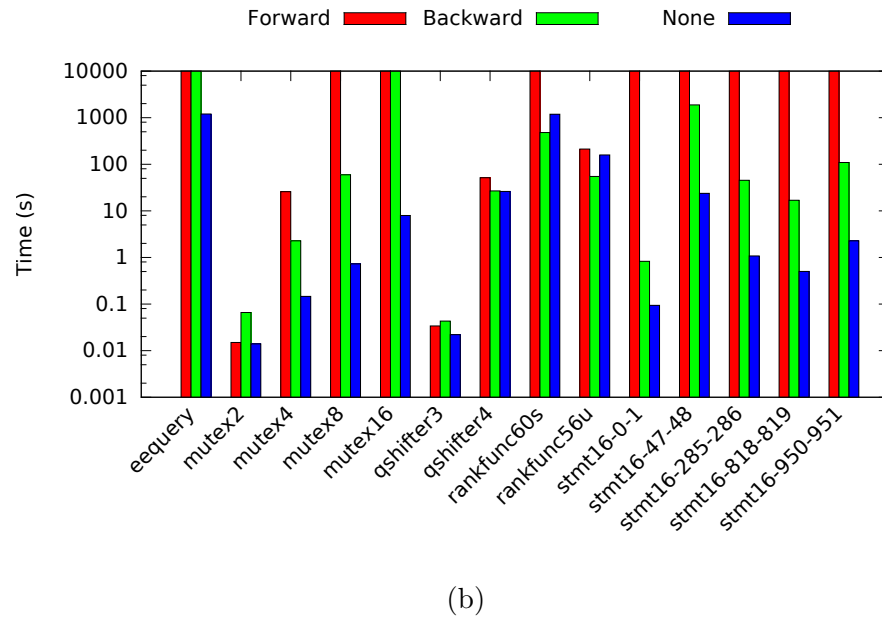 Forward Backward None
10000
1000
100
10
1
0.1
0.01
0.001
Time (s)
eequery
mutex2
mutex4
mutex8
mutex16
qshifter3
qshifter4
rankfunc60s
rankfunc56u
stmt16-0-1
stmt16-47-48
stmt16-285-286
stmt16-818-819
stmt16-950-951
(b)